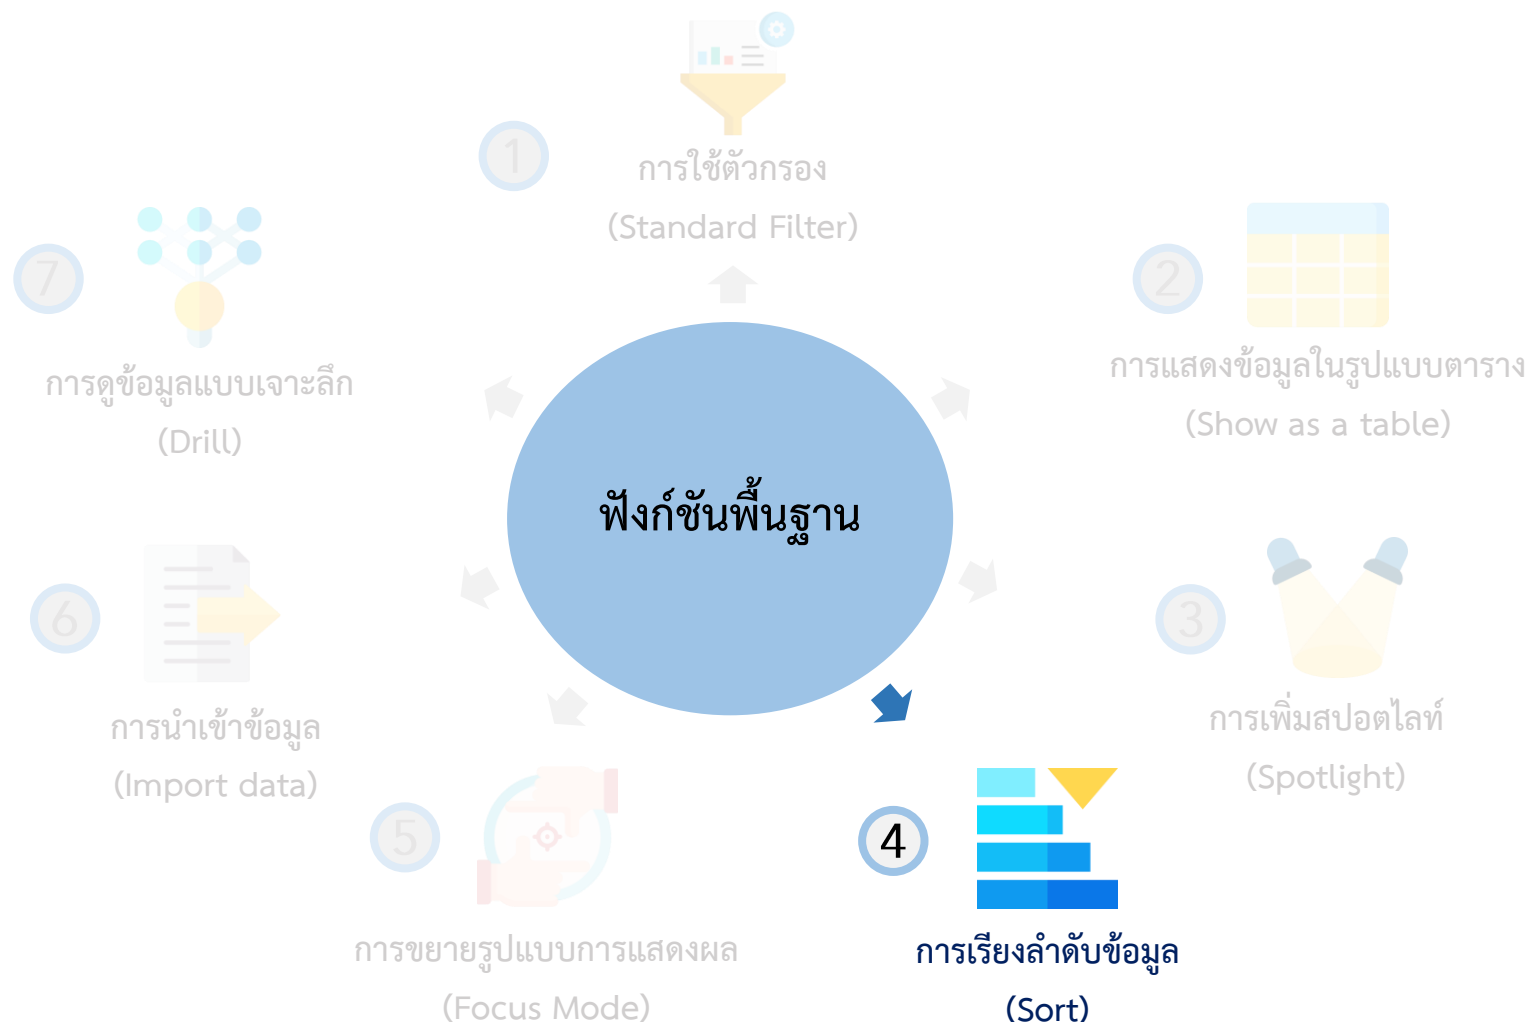 1
การใช้ตัวกรอง
(Standard Filter)
2
การแสดงข้อมูลในรูปแบบตาราง
(Show as a table)
3
การเพิ่มสปอตไลท์
(Spotlight)
4
การเรียงลำดับข้อมูล
(Sort)
5
การขยายรูปแบบการแสดงผล
(Focus Mode)
6
การนำเข้าข้อมูล
(Import data)
7
การดูข้อมูลแบบเจาะลึก
(Drill)
ฟังก์ชันพื้นฐาน